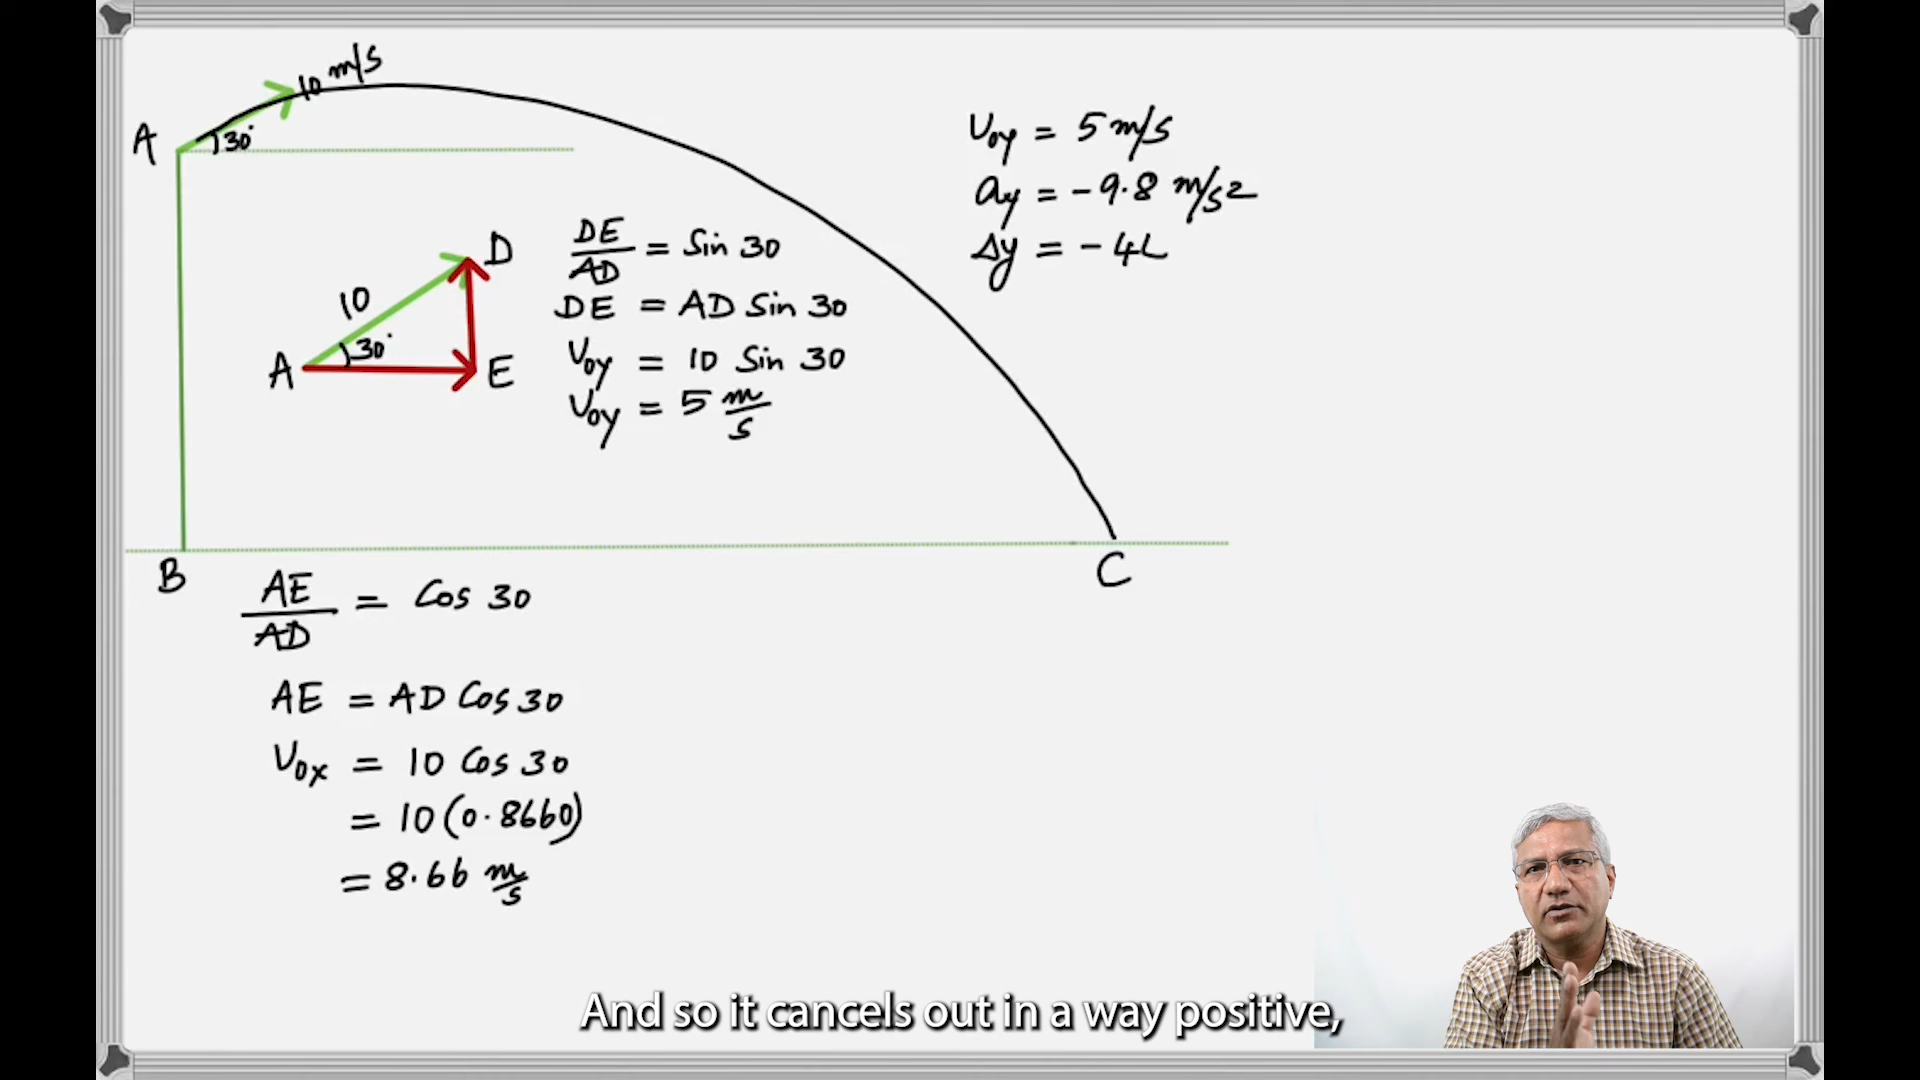 10 m/s
A
30°
D
10
A
30°
E
DE/AD = Sin 30
DE = AD Sin 30
Voy = 10 Sin 30
Voy = 5 m/s
Voy = 5 m/s
ay = -9.8 m/s2
Δy = -4
B
C
AE/AD = Cos 30
AE = AD Cos 30
Vox = 10 Cos 30
= 10 (0.8660)
= 8.66 m/s
And so it cancels out in a way positive,